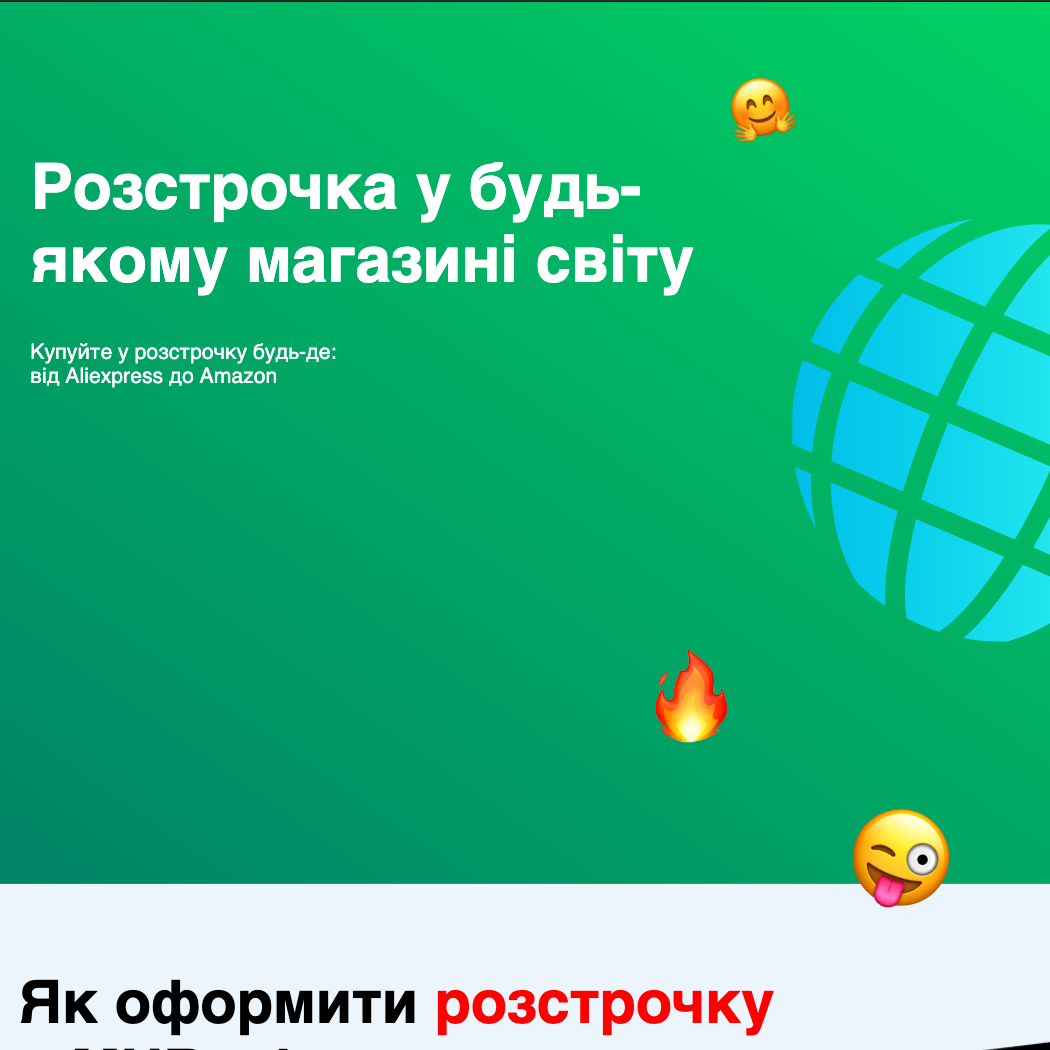 Розстрочка у будь-
якому магазині світу
Купуйте у розстрочку будь-де:
від Aliexpress до Amazon
Як оформити розстрочку